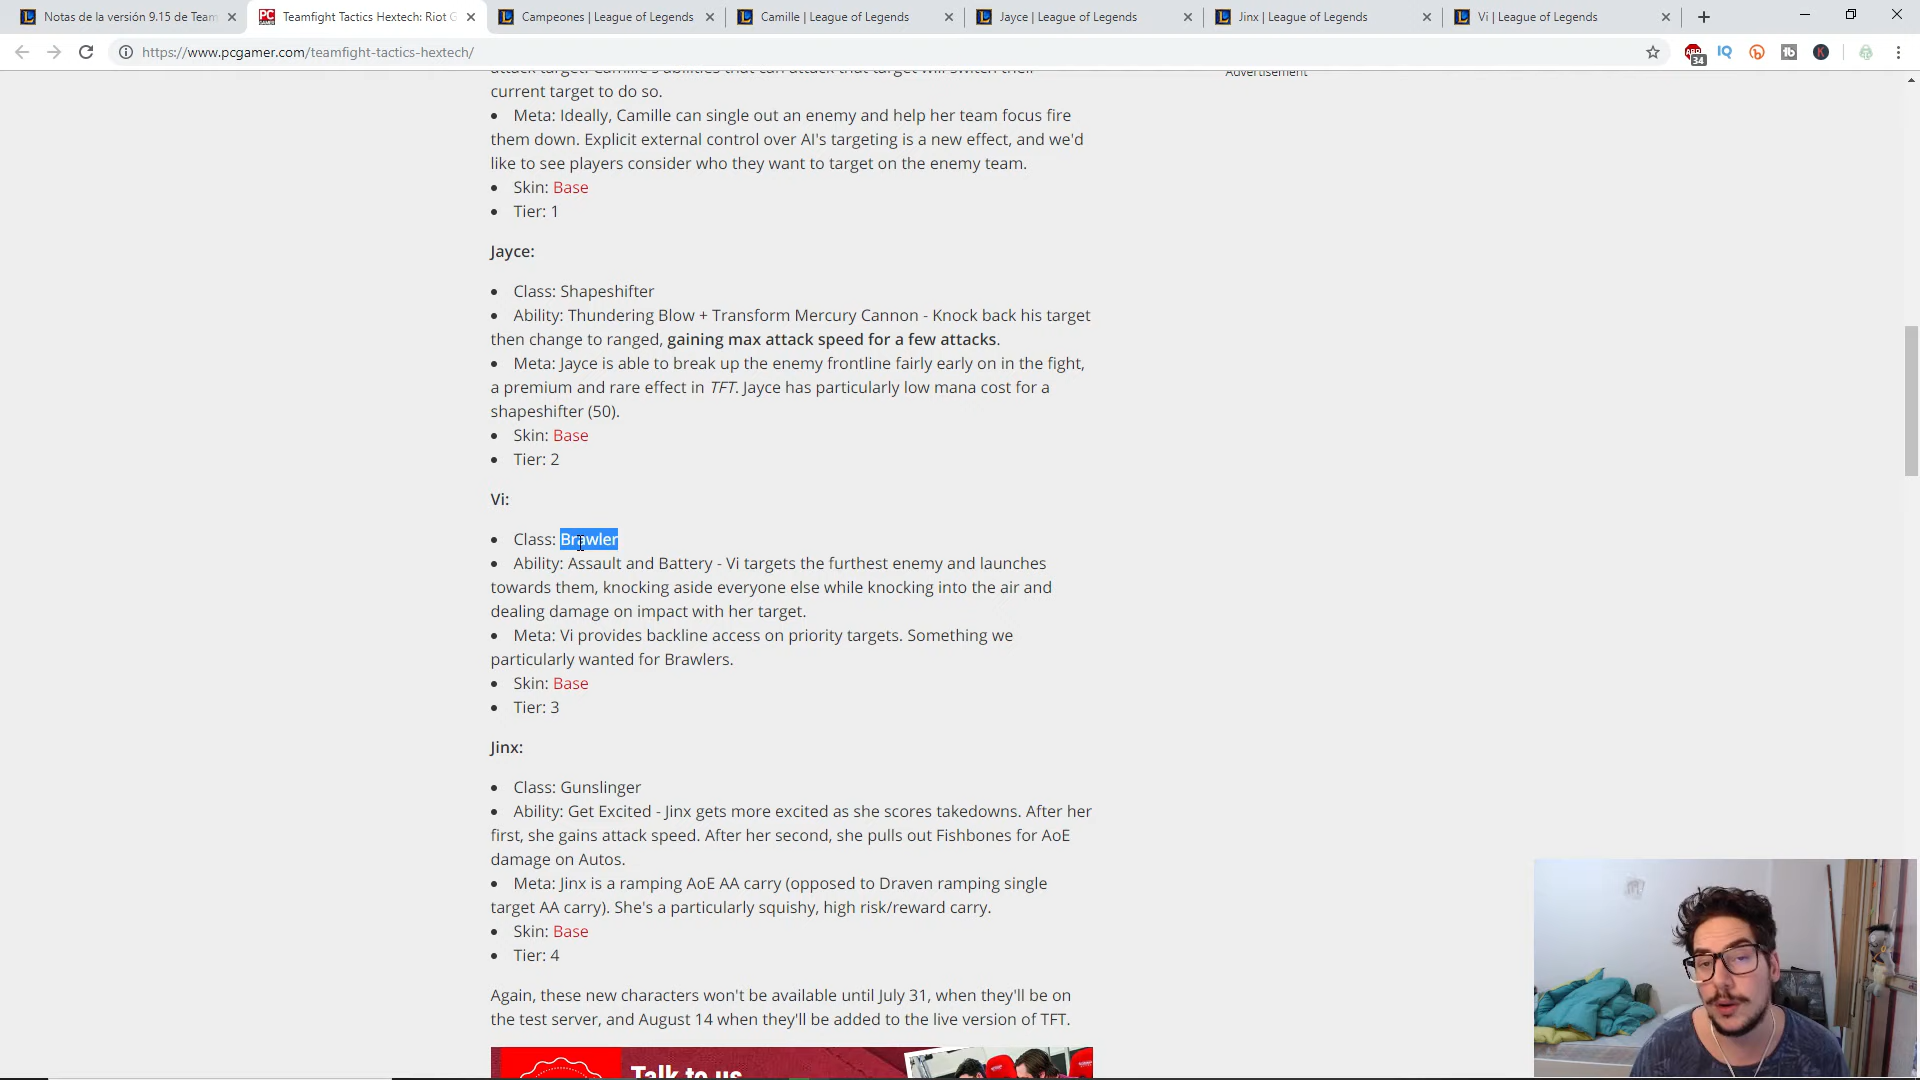 Notas de la versión 9.15 de Team
Teamfight Tactics Hextech: Riot G
Campeones | League of Legends
Camille | League of Legends
Jayce | League of Legends
Jinx | League of Legends
Vi | League of Legends
https://www.pcgamer.com/teamfight-tactics-hextech/
34
Advertisement
attack target. Camille's abilities that can attack that target will switch their
current target to do so.
• Meta: Ideally, Camille can single out an enemy and help her team focus fire
them down. Explicit external control over AI's targeting is a new effect, and we'd
like to see players consider who they want to target on the enemy team.
• Skin: Base
• Tier: 1
Jayce:
• Class: Shapeshifter
• Ability: Thundering Blow + Transform Mercury Cannon - Knock back his target
then change to ranged, gaining max attack speed for a few attacks.
• Meta: Jayce is able to break up the enemy frontline fairly early on in the fight,
a premium and rare effect in TFT. Jayce has particularly low mana cost for a
shapeshifter (50).
• Skin: Base
• Tier: 2
Vi:
• Class: Brawler
• Ability: Assault and Battery - Vi targets the furthest enemy and launches
towards them, knocking aside everyone else while knocking into the air and
dealing damage on impact with her target.
• Meta: Vi provides backline access on priority targets. Something we
particularly wanted for Brawlers.
• Skin: Base
• Tier: 3
Jinx:
• Class: Gunslinger
• Ability: Get Excited - Jinx gets more excited as she scores takedowns. After her
first, she gains attack speed. After her second, she pulls out Fishbones for AoE
damage on Autos.
• Meta: Jinx is a ramping AoE AA carry (opposed to Draven ramping single
target AA carry). She's a particularly squishy, high risk/reward carry.
• Skin: Base
• Tier: 4
Again, these new characters won't be available until July 31, when they'll be on
the test server, and August 14 when they'll be added to the live version of TFT.
Talk to us